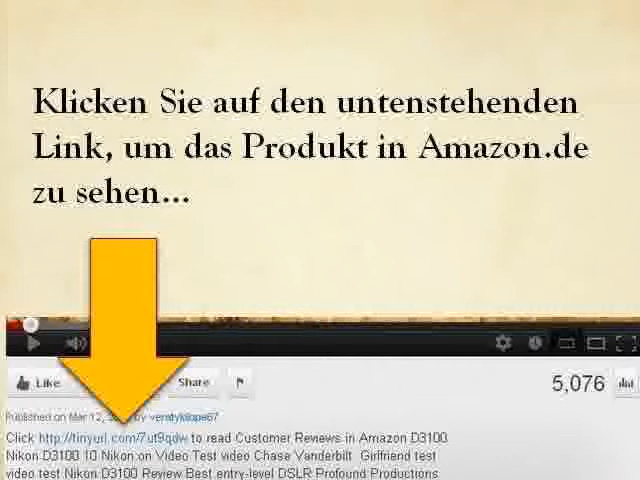 Klicken Sie auf den untenstehenden
Link, um das Produkt in Amazon.de
zu sehen...
Like
Share
5,076
Published on Mar 12, by
Click http://tinyurl.com/7ut9qdw to read Customer Reviews in Amazon D3100
Nikon D3100 10 Nikon on Video Test video Chase Vanderbilt Girlfriend test
video test Nikon D3100 Review Best entry-level DSLR Profound Productions